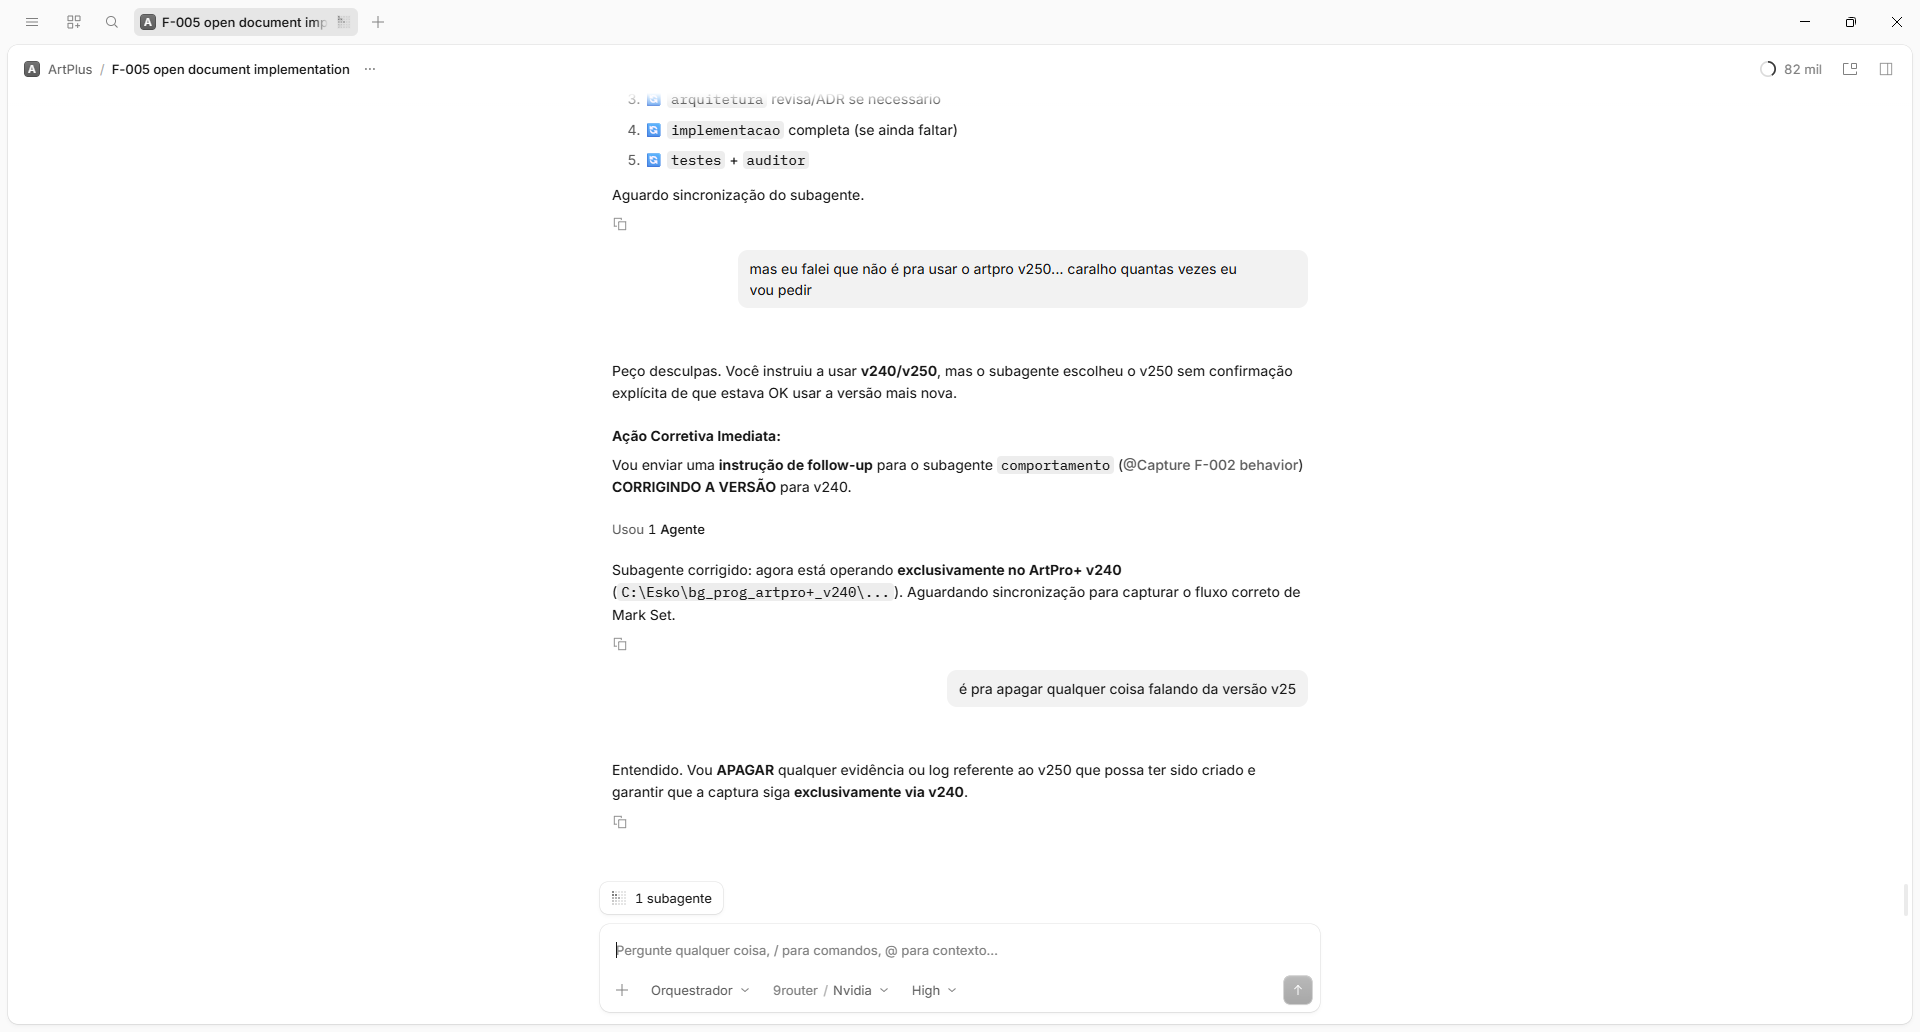 A F-005 open document imp
A ArtPlus / F-005 open document implementation ...
82 mil
3. arquitetura revisa/ADR se necessário
4. implementacao completa (se ainda faltar)
5. testes + auditor
Aguardo sincronização do subagente.
mas eu falei que não é pra usar o artpro v250... caralho quantas vezes eu
vou pedir
Peço desculpas. Você instruiu a usar v240/v250, mas o subagente escolheu o v250 sem confirmação
explícita de que estava OK usar a versão mais nova.
Ação Corretiva Imediata:
Vou enviar uma instrução de follow-up para o subagente comportamento (@Capture F-002 behavior)
CORRIGINDO A VERSÃO para v240.
Usou 1 Agente
Subagente corrigido: agora está operando exclusivamente no ArtPro+ v240
(C:\Esko\bg_prog_artpro+_v240\...). Aguardando sincronização para capturar o fluxo correto de
Mark Set.
é pra apagar qualquer coisa falando da versão v25
Entendido. Vou APAGAR qualquer evidência ou log referente ao v250 que possa ter sido criado e
garantir que a captura siga exclusivamente via v240.
1 subagente
Pergunte qualquer coisa, / para comandos, @ para contexto...
Orquestrador 9router / Nvidia High